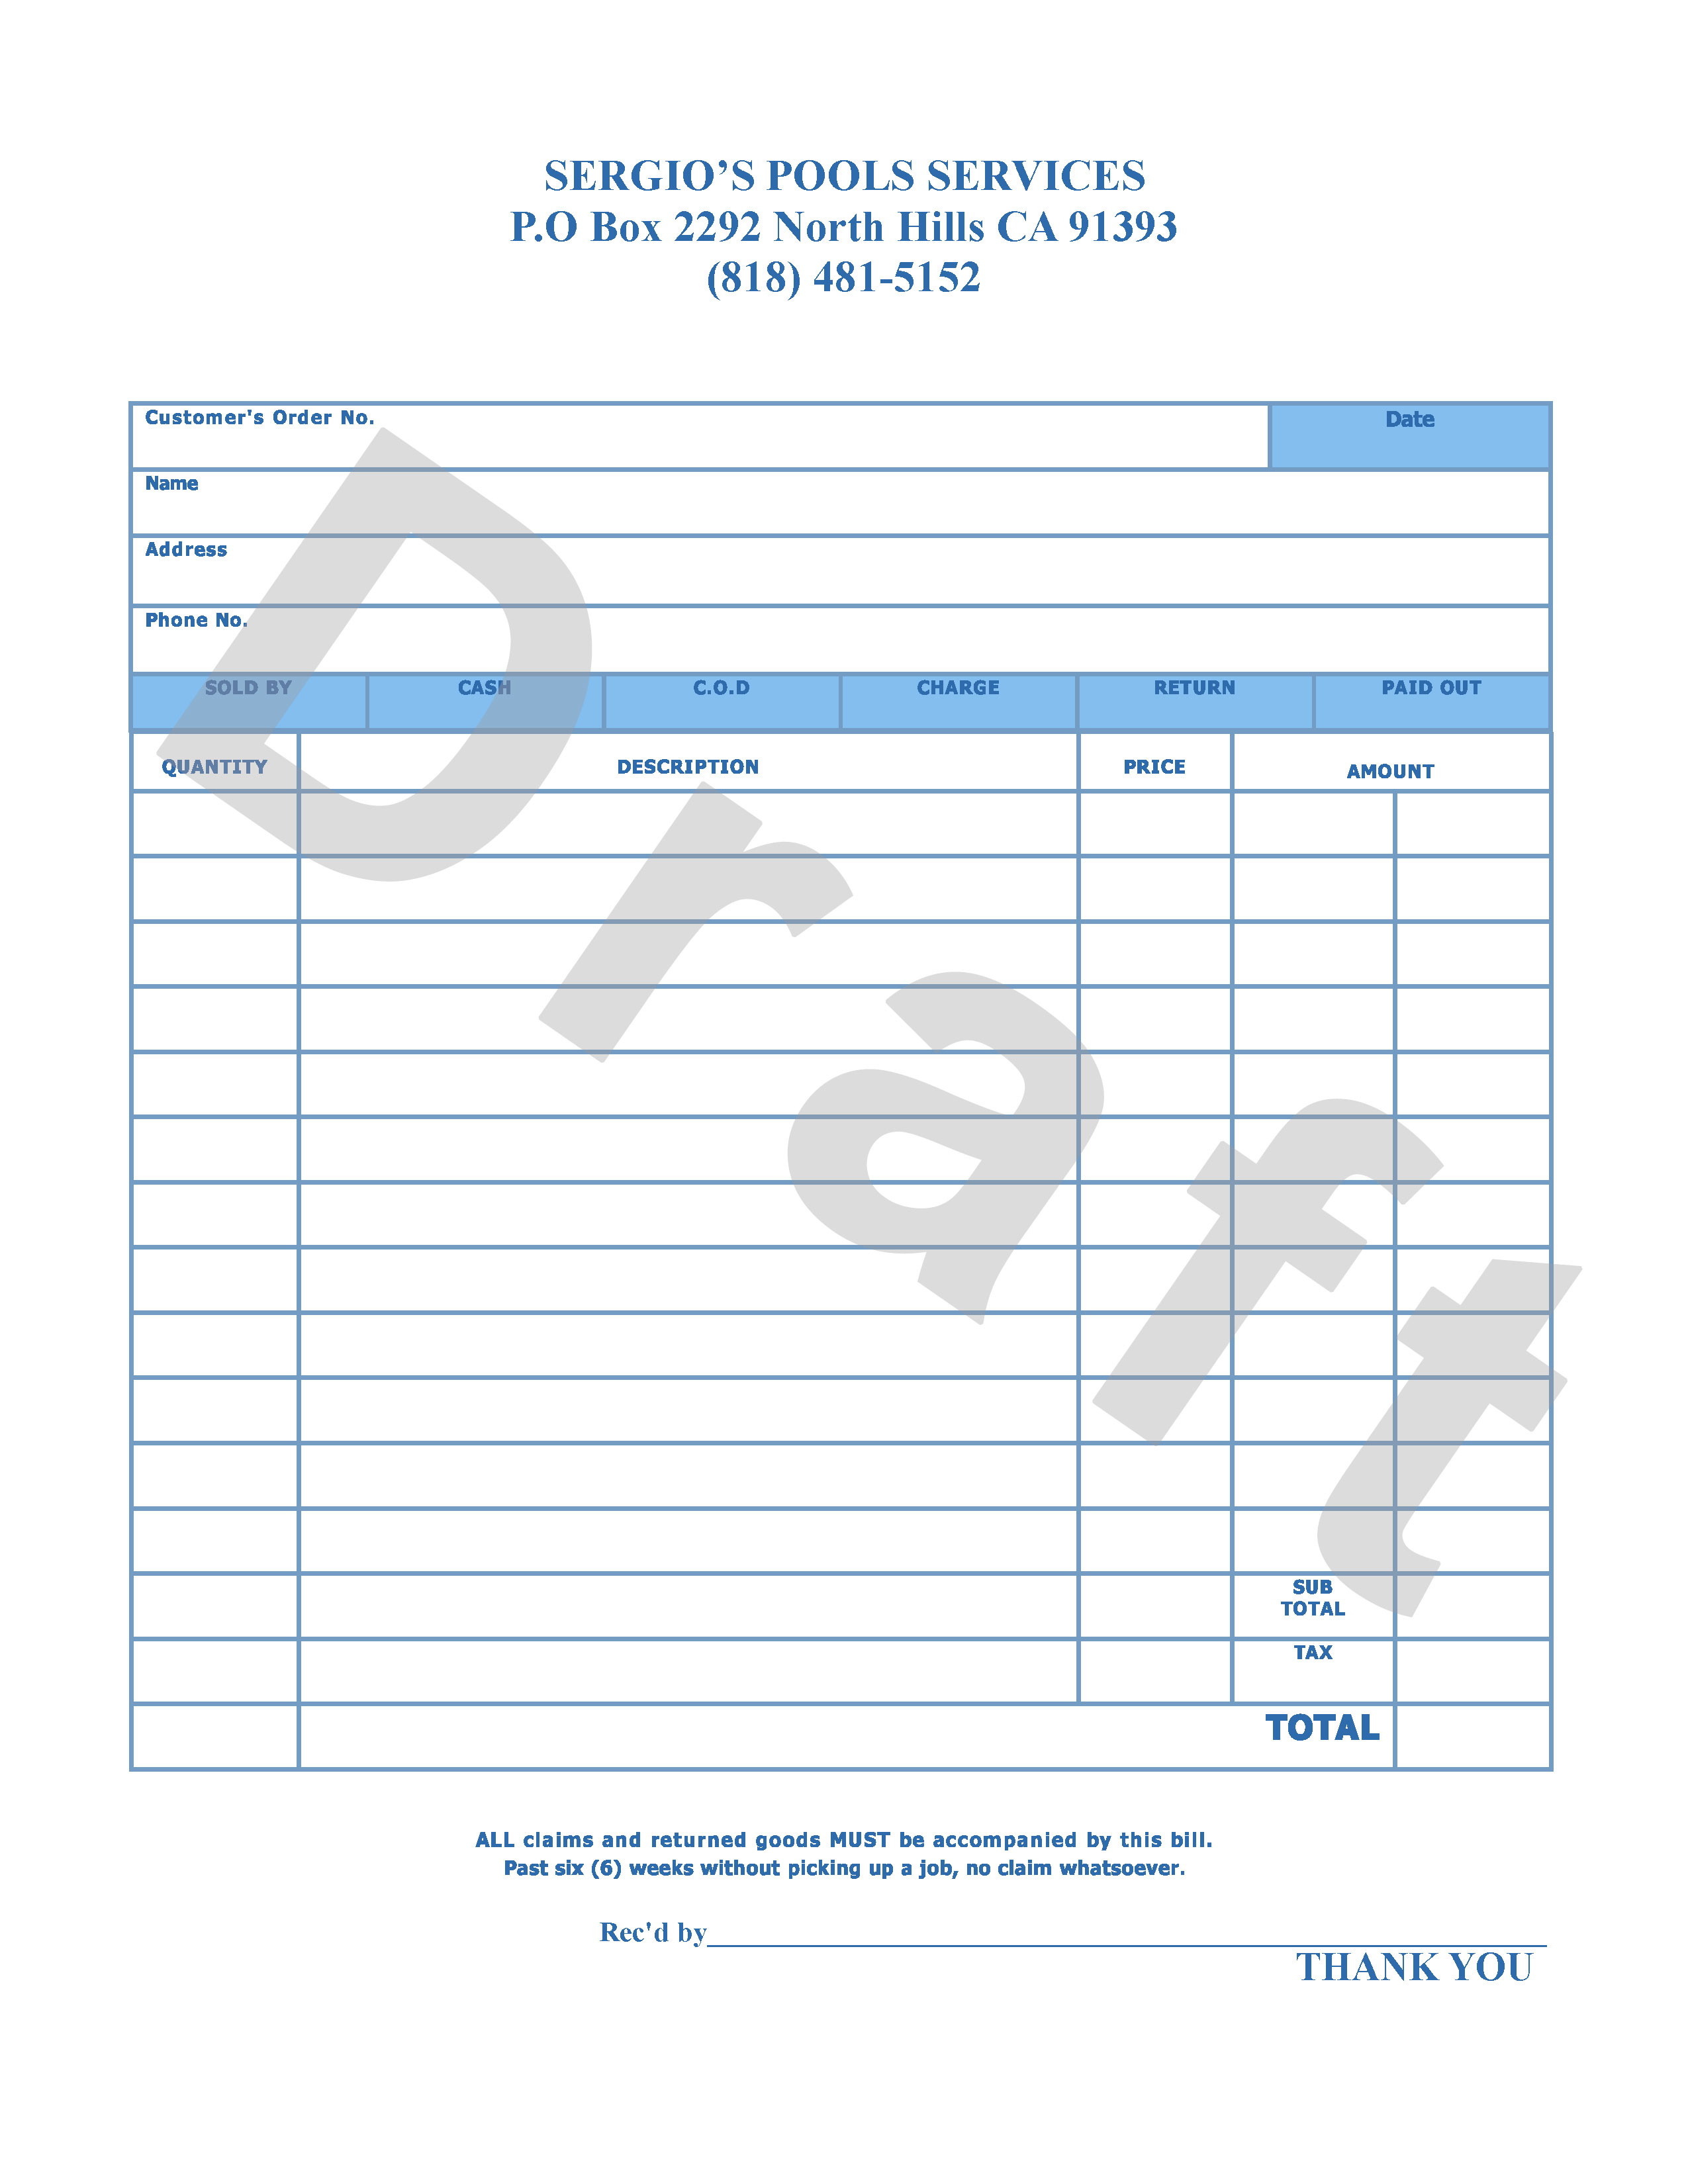 SERGIO’S POOLS SERVICES
P.O Box 2292 North Hills CA 91393
(818) 481-5152
Customer's Order No.
Date
Name
Address
Phone No.
SOLD BY CASH C.O.D CHARGE RETURN PAID OUT
QUANTITY DESCRIPTION PRICE AMOUNT
Draft
SUB
TOTAL
TAX
TOTAL
ALL claims and returned goods MUST be accompanied by this bill.
Past six (6) weeks without picking up a job, no claim whatsoever.
Rec'd by
THANK YOU